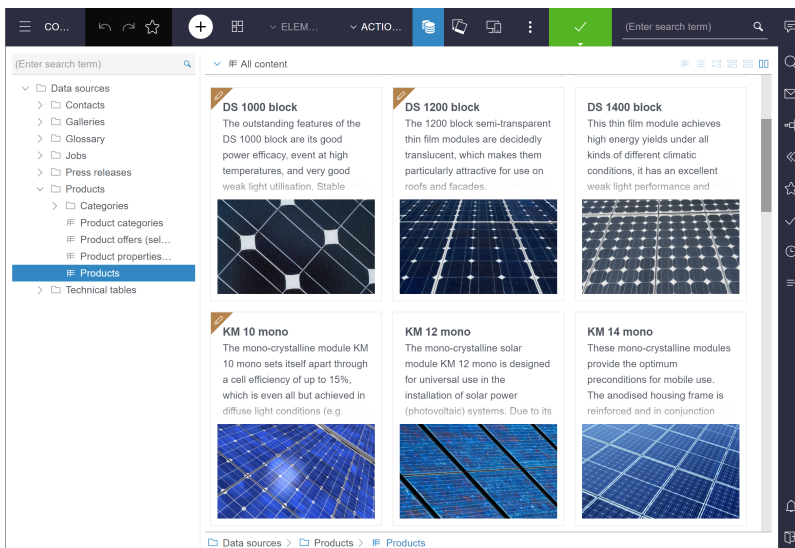 CO...
ELEM...
ACTIO...
(Enter search term)
(Enter search term)
Data sources
Contacts
Galleries
Glossary
Jobs
Press releases
Products
Categories
Product categories
Product offers (sel...
Product properties...
Products
Technical tables
All content
DS 1000 block
The outstanding features of the
DS 1000 block are its good
power efficacy, event at high
temperatures, and very good
weak light utilisation. Stable
DS 1200 block
The 1200 block semi-transparent
thin film modules are decidedly
translucent, which makes them
particularly attractive for use on
roofs and facades.
DS 1400 block
This thin film module achieves
high energy yields under all
kinds of different climatic
conditions, it has an excellent
weak light performance and
KM 10 mono
The mono-crystalline module KM
10 mono sets itself apart through
a cell efficiency of up to 15%,
which is even all but achieved in
diffuse light conditions (e.g.
KM 12 mono
The mono-crystalline solar
module KM 12 mono is designed
for universal use in the
installation of solar power
(photovoltaic) systems. Due to its
KM 14 mono
These mono-crystalline modules
provide the optimum
preconditions for mobile use.
The anodised housing frame is
reinforced and in conjunction
Data sources > Products > Products